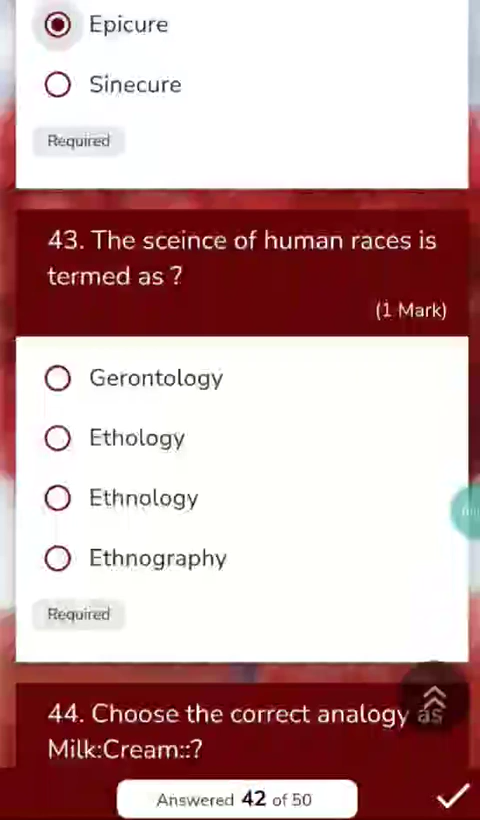 Epicure
Sinecure
Required
43. The sceince of human races is
termed as ?
(1 Mark)
Gerontology
Ethology
Ethnology
Ethnography
Required
44. Choose the correct analogy as
Milk:Cream::?
Answered 42 of 50